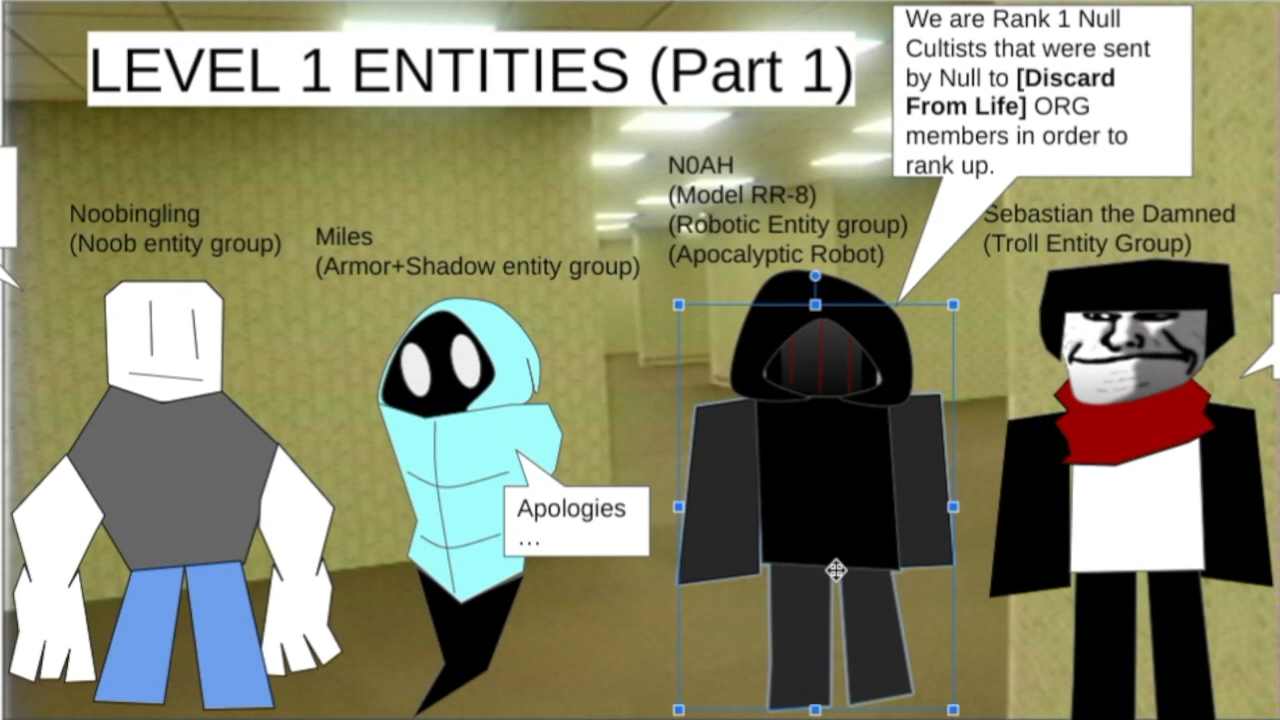 LEVEL 1 ENTITIES (Part 1)
We are Rank 1 Null
Cultists that were sent
by Null to [Discard
From Life] ORG
members in order to
rank up.
Noobingling
(Noob entity group)
Miles
(Armor+Shadow entity group)
N0AH
(Model RR-8)
(Robotic Entity group)
(Apocalyptic Robot)
Sebastian the Damned
(Troll Entity Group)
Apologies
...